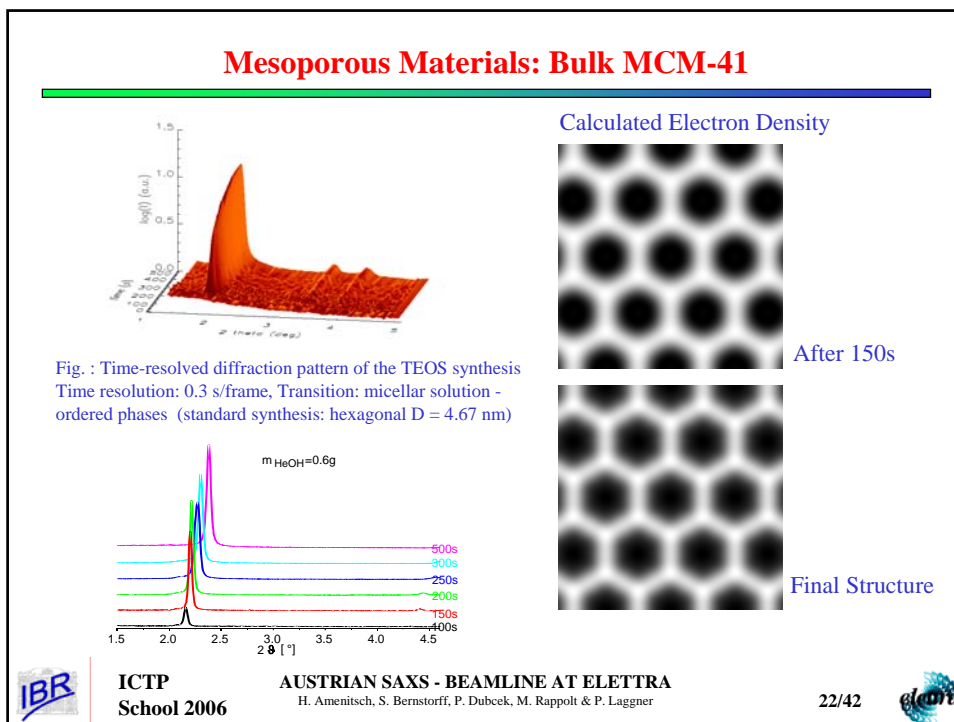 Mesoporous Materials: Bulk MCM-41
1.5
1.0
0.5
log(I) (a.u.)
1
2
3
4
5
2 theta (deg)
Fig. : Time-resolved diffraction pattern of the TEOS synthesis
Time resolution: 0.3 s/frame, Transition: micellar solution -
ordered phases (standard synthesis: hexagonal D = 4.67 nm)
m HeOH=0.6g
500s
300s
250s
200s
150s
100s
1.5 2.0 2.5 3.0 3.5 4.0 4.5
2 ϑ [°]
Calculated Electron Density
After 150s
Final Structure
IBR
ICTP
School 2006
AUSTRIAN SAXS - BEAMLINE AT ELETTRA
H. Amenitsch, S. Bernstorff, P. Dubcek, M. Rappolt & P. Laggner
22/42